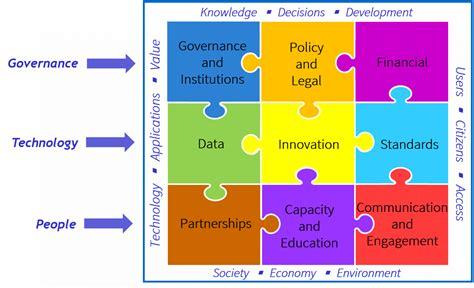 Knowledge ▪ Decisions ▪ Development
Governance
Technology
People
Technology ▪ Applications ▪ Value
Governance
and
Institutions
Policy
and
Legal
Financial
Data
Innovation
Standards
Partnerships
Capacity
and
Education
Communication
and
Engagement
Users ▪ Citizens ▪ Access
Society ▪ Economy ▪ Environment